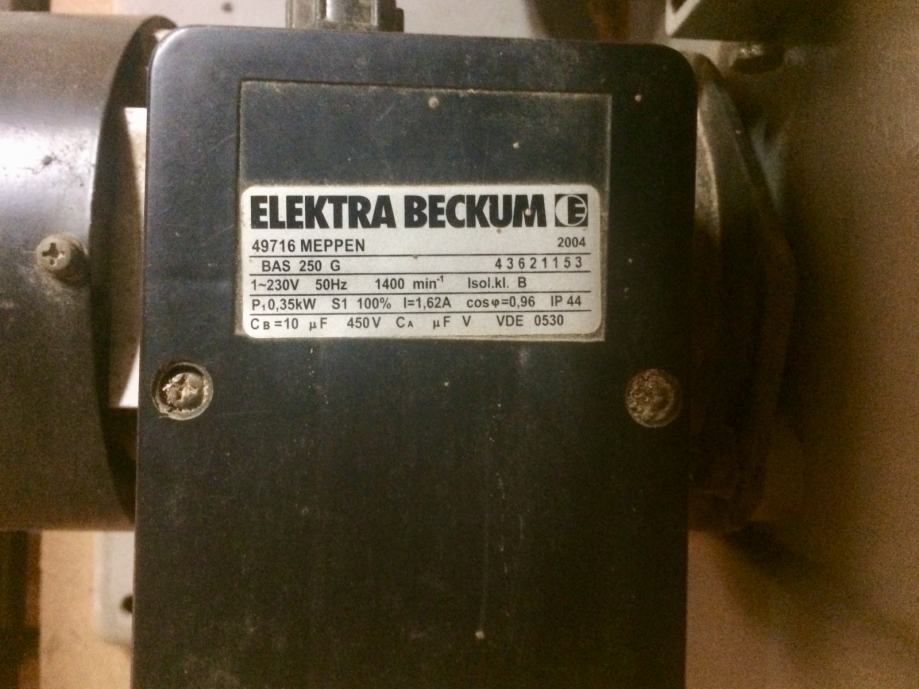 ELEKTRA BECKUM E
49716 MEPPEN 2004
BAS 250 G 43621153
1~230V 50Hz 1400 min⁻¹ Isol.kl. B
P₁ 0,35kW S1 100% I=1,62A cosφ=0,96 IP 44
CB=10 µF 450V CA µF V VDE 0530